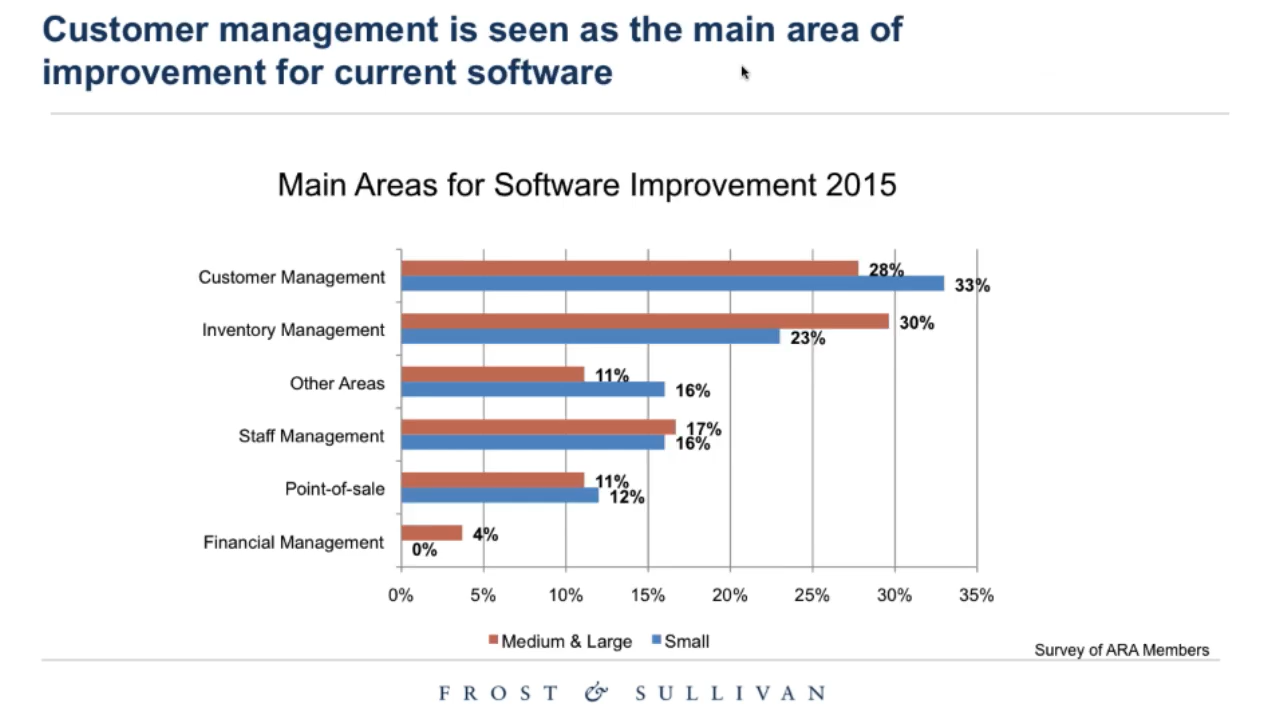 Customer management is seen as the main area of
improvement for current software
Main Areas for Software Improvement 2015
Customer Management
28%
33%
Inventory Management
30%
23%
Other Areas
11%
16%
Staff Management
17%
16%
Point-of-sale
11%
12%
Financial Management
4%
0%
0% 5% 10% 15% 20% 25% 30% 35%
Medium & Large Small
Survey of ARA Members
FROST & SULLIVAN